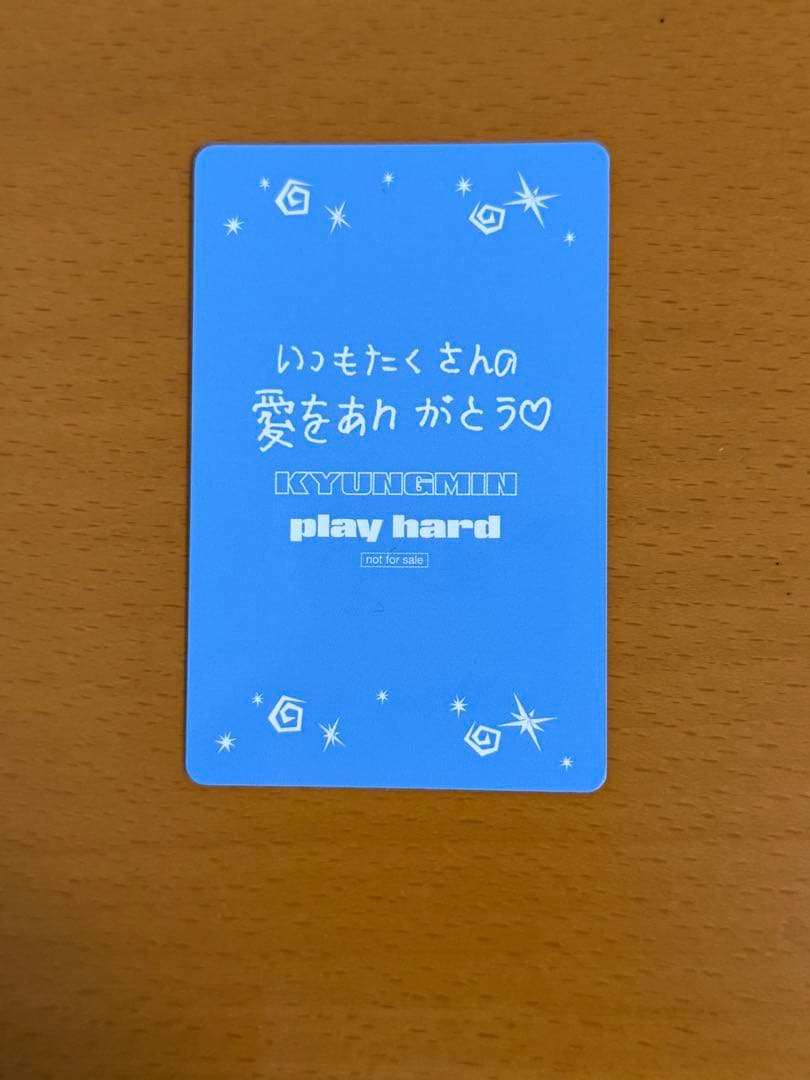 いつもたくさんの
愛をありがとう♡
KYUNGMIN
play hard
not for sale